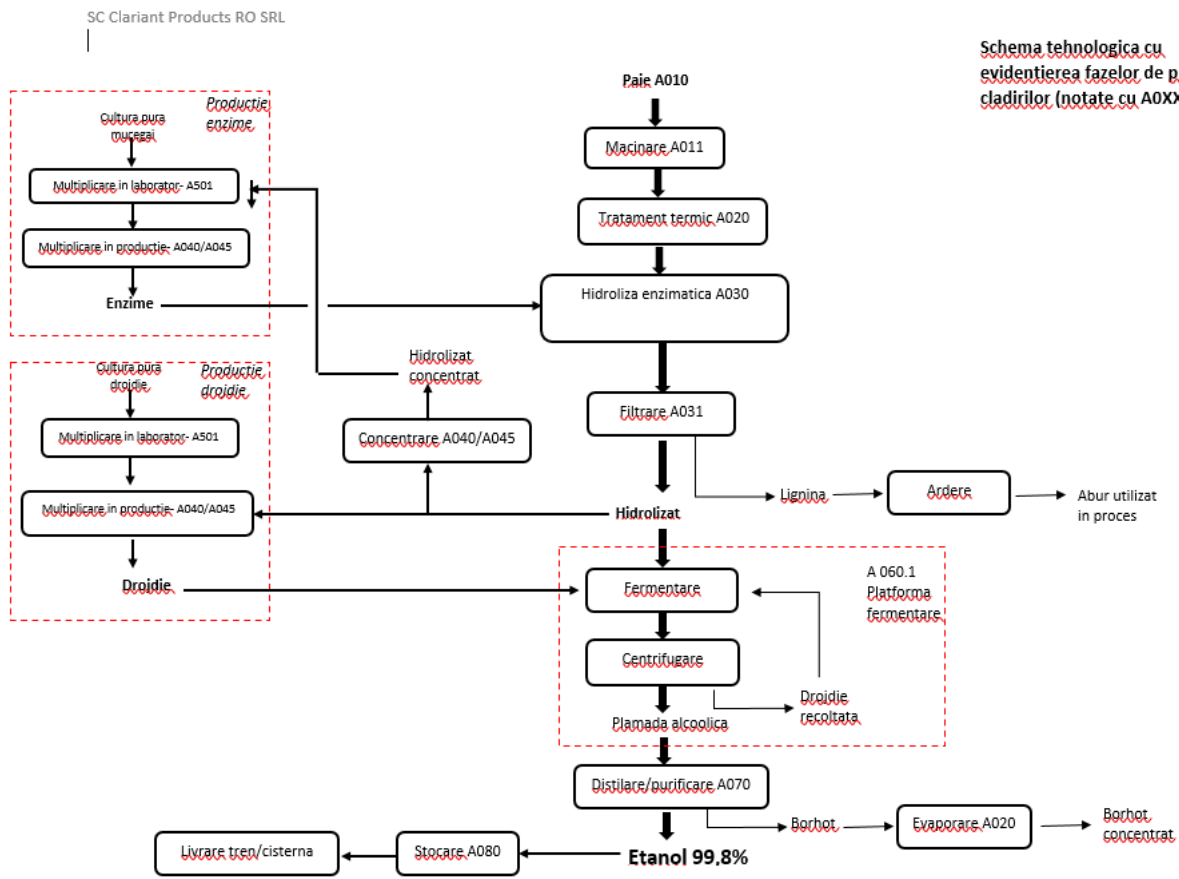 SC Clariant Products RO SRL
Schema tehnologica cu
evidentierea fazelor de p
cladirilor (notate cu A0XX
Paie A010
Macinare A011
Tratament termic A020
Hidroliza enzimatica A030
Filtrare A031
Hidrolizat
Productie
enzime
Cultura pura
mucegai
Multiplicare in laborator- A501
Multiplicare in productie- A040/A045
Enzime
Productie
droidie
Cultura pura
droidie
Multiplicare in laborator- A501
Multiplicare in productie- A040/A045
Drojdie
Hidrolizat
concentrat
Concentrare A040/A045
Lignina
Ardere
Abur utilizat
in proces
A 060.1
Platforma
fermentare
Fermentare
Centrifugare
Droidie
recoltata
Plamada alcoolica
Distilare/purificare A070
Borhot
Evaporare A020
Borhot
concentrat
Etanol 99,8%
Stocare A080
Livrare tren/cisterna